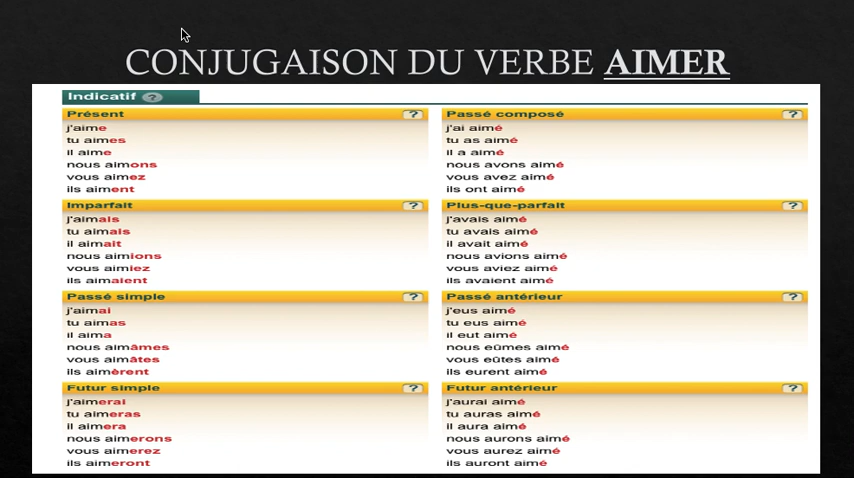 CONJUGAISON DU VERBE AIMER
Indicatif ?
Présent ?
j'aime
tu aimes
il aime
nous aimons
vous aimez
ils aiment
Passé composé ?
j'ai aimé
tu as aimé
il a aimé
nous avons aimé
vous avez aimé
ils ont aimé
Imparfait ?
j'aimais
tu aimais
il aimait
nous aimions
vous aimiez
ils aimaient
Plus-que-parfait ?
j'avais aimé
tu avais aimé
il avait aimé
nous avions aimé
vous aviez aimé
ils avaient aimé
Passé simple ?
j'aimai
tu aimas
il aima
nous aimâmes
vous aimâtes
ils aimèrent
Passé antérieur ?
j'eus aimé
tu eus aimé
il eut aimé
nous eûmes aimé
vous eûtes aimé
ils eurent aimé
Futur simple ?
j'aimerai
tu aimeras
il aimera
nous aimerons
vous aimerez
ils aimeront
Futur antérieur ?
j'aurai aimé
tu auras aimé
il aura aimé
nous aurons aimé
vous aurez aimé
ils auront aimé